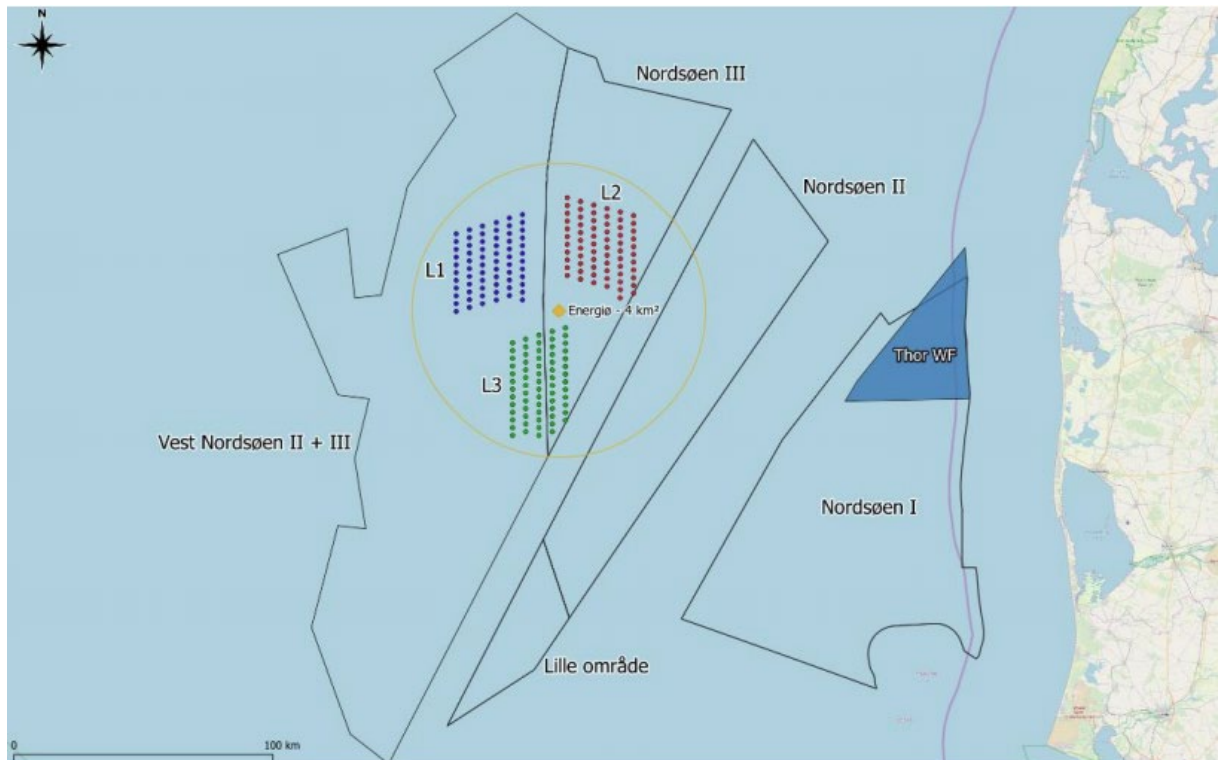 N
Nordsøen III
L2
Nordsøen II
L1
Energiø - 4 km²
Thor WF
L3
Vest Nordsøen II + III
Nordsøen I
Lille område
0
100 km